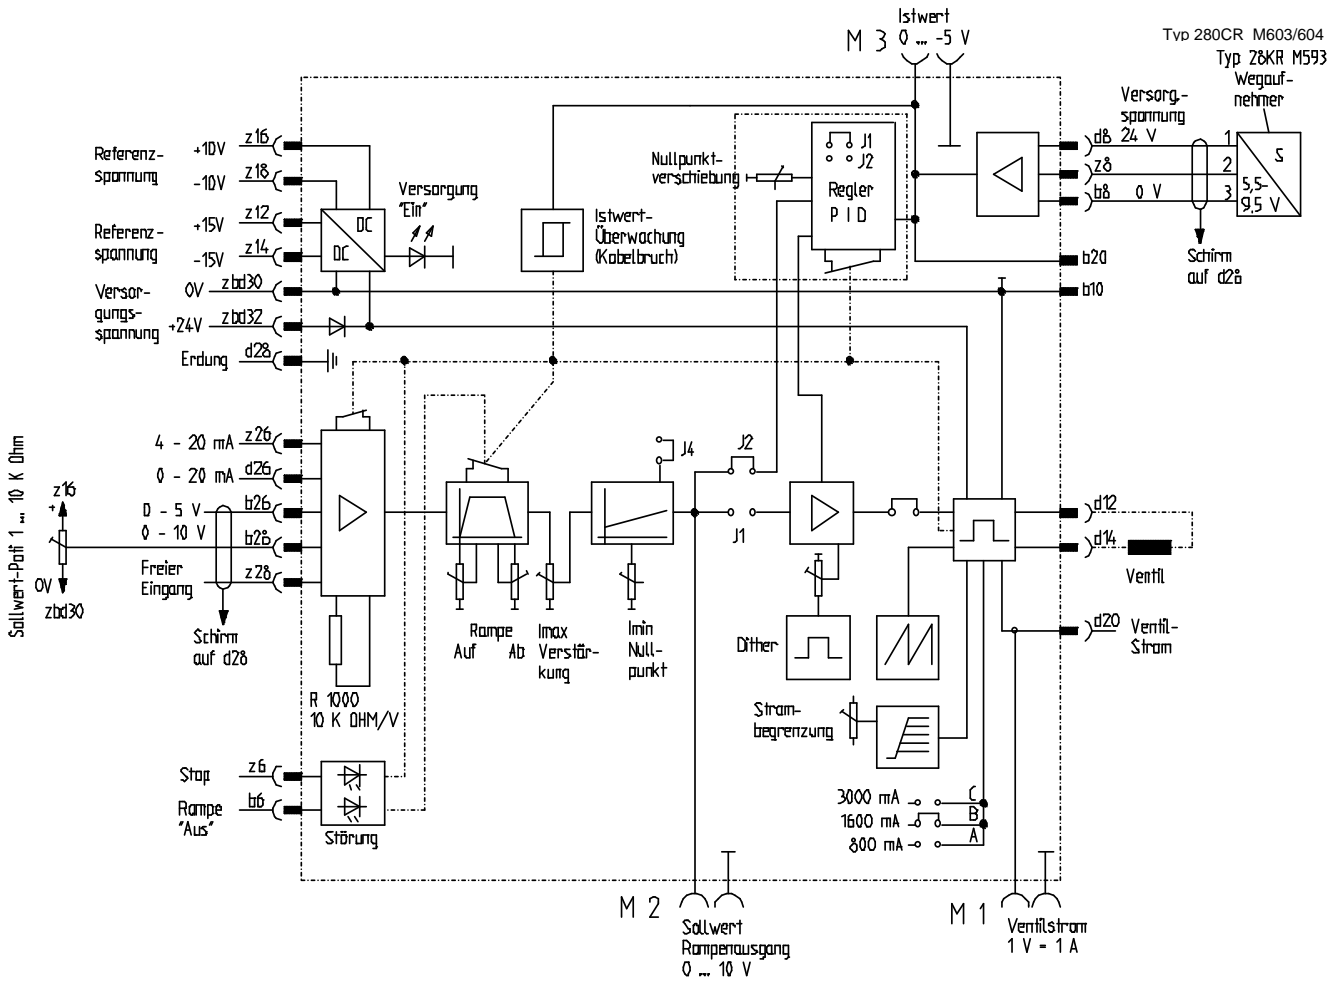 Istwert
M 3 0 ... -5 V
Typ 280CR M603/604
Typ 28KR M593
Wegauf-
nehmer
Versorg.-
spannung
d8 24 V 1
z8 2
b8 0 V 3
S
5,5-
9,5 V
Schirm
auf d28
b20
b10
Referenz-
spannung
+10V z16
-10V z18
Referenz-
spannung
+15V z12
-15V z14
Versor-
gungs-
spannung
0V zbd30
+24V zbd32
Erdung d28
DC
DC
Versorgung
"Ein"
Istwert-
Überwachung
(Kabelbruch)
Nullpunkt-
verschiebung
J1
J2
Regler
P I D
Sollwert-Poti 1 ... 10 K Ohm
z16
+
0V
zbd30
4 - 20 mA z26
0 - 20 mA d26
0 - 5 V b26
0 - 10 V b28
Freier
Eingang
z28
Schirm
auf d28
R 1000
10 K OHM/V
Rampe
Auf Ab
Imax
Verstär-
kung
Imin
Null-
punkt
J4
J2
J1
Dither
Strom-
begrenzung
d12
d14
Ventil
d20
Ventil-
Strom
Stop z6
Rampe
"Aus"
b6
Störung
3000 mA C
1600 mA B
800 mA A
M 2
Sollwert
Rampenausgang
0 ... 10 V
M 1
Ventilstrom
1 V = 1 A